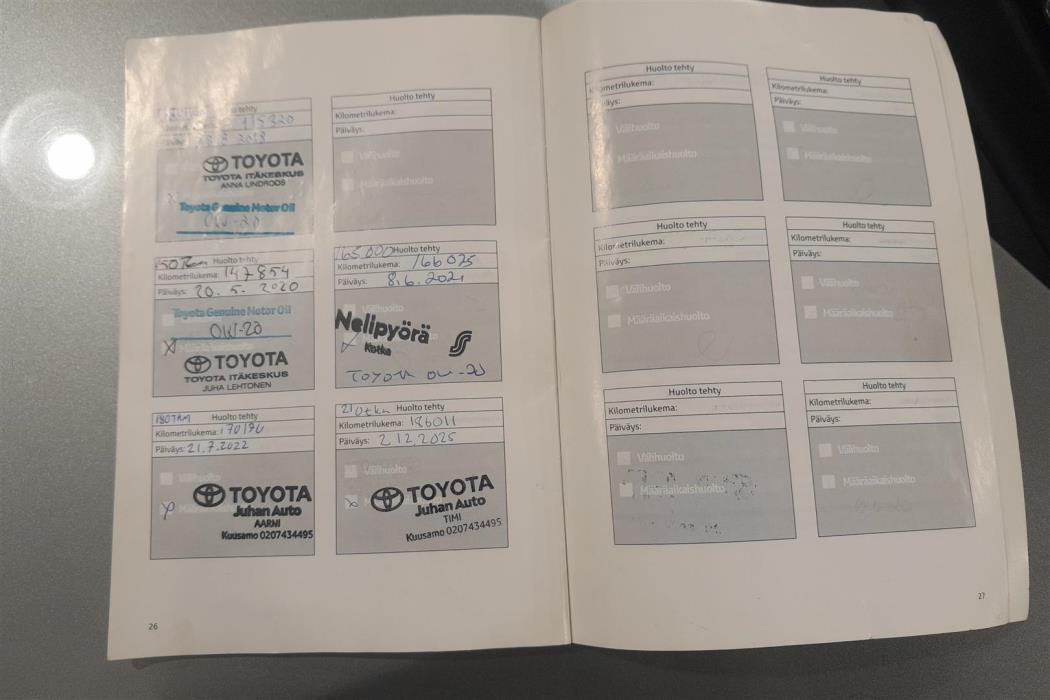 Huolto tehty
115320
TOYOTA
TOYOTA ITÄKESKUS
ANNA LINDROOS
Toyota Genuine Motor Oil
0W-20
Huolto tehty
Kilometrilukema:
Päiväys:
Välihuolto
Määräaikaishuolto
Huolto tehty
Kilometrilukema: 147854
Päiväys: 20. 5. 2020
Toyota Genuine Motor Oil
0W-20
TOYOTA
TOYOTA ITÄKESKUS
JUHA LEHTONEN
165000 Huolto tehty
Kilometrilukema: 166025
Päiväys: 8.6.2021
Välihuolto
Nelipyörä
Kotka
TOYOTA 0W-20
180TKM Huolto tehty
Kilometrilukema: 170190
Päiväys: 21.7.2022
Välihuolto
TOYOTA
Juhan Auto
AARNI
Kuusamo 0207434495
210tkm Huolto tehty
Kilometrilukema: 186011
Päiväys: 2.12.2025
Välihuolto
TOYOTA
Juhan Auto
TIMI
Kuusamo 0207434495
26
Huolto tehty
Kilometrilukema:
Päiväys:
Välihuolto
Määräaikaishuolto
Huolto tehty
Kilometrilukema:
Päiväys:
Välihuolto
Määräaikaishuolto
Huolto tehty
Kilometrilukema:
Päiväys:
Välihuolto
Määräaikaishuolto
Huolto tehty
Kilometrilukema:
Päiväys:
Välihuolto
Määräaikaishuolto
Huolto tehty
Kilometrilukema:
Päiväys:
Välihuolto
Määräaikaishuolto
Huolto tehty
Kilometrilukema:
Päiväys:
Välihuolto
Määräaikaishuolto
27